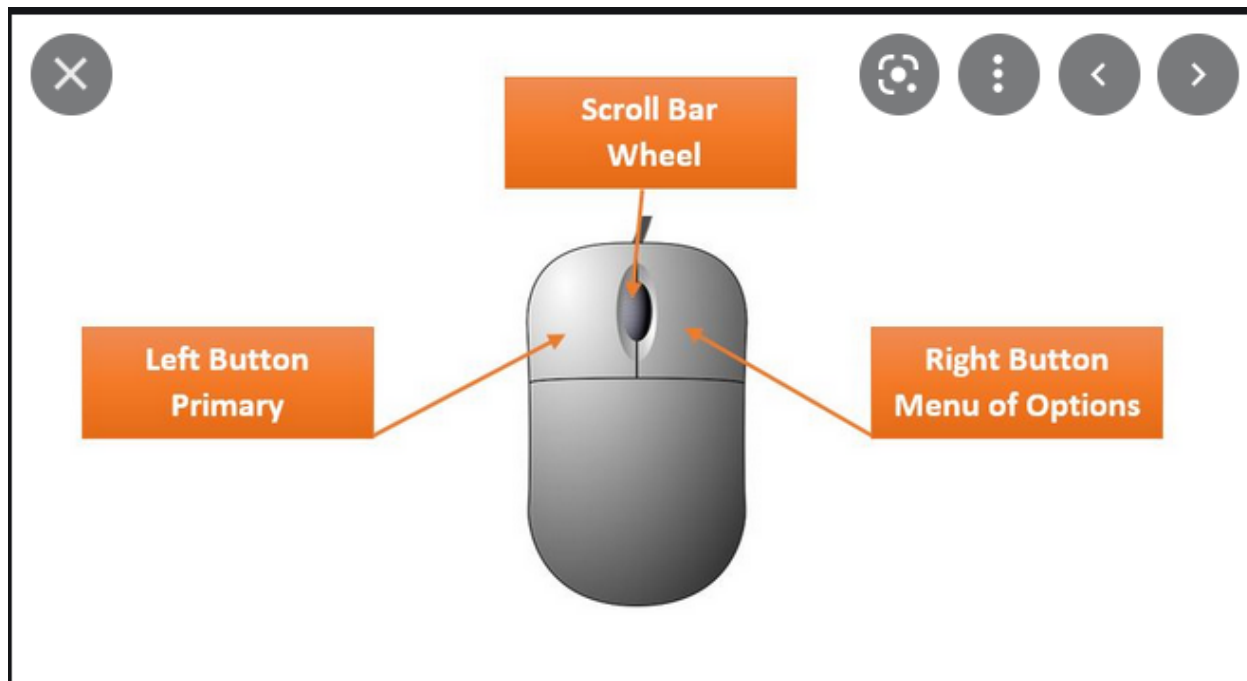 Scroll Bar
Wheel
Left Button
Primary
Right Button
Menu of Options